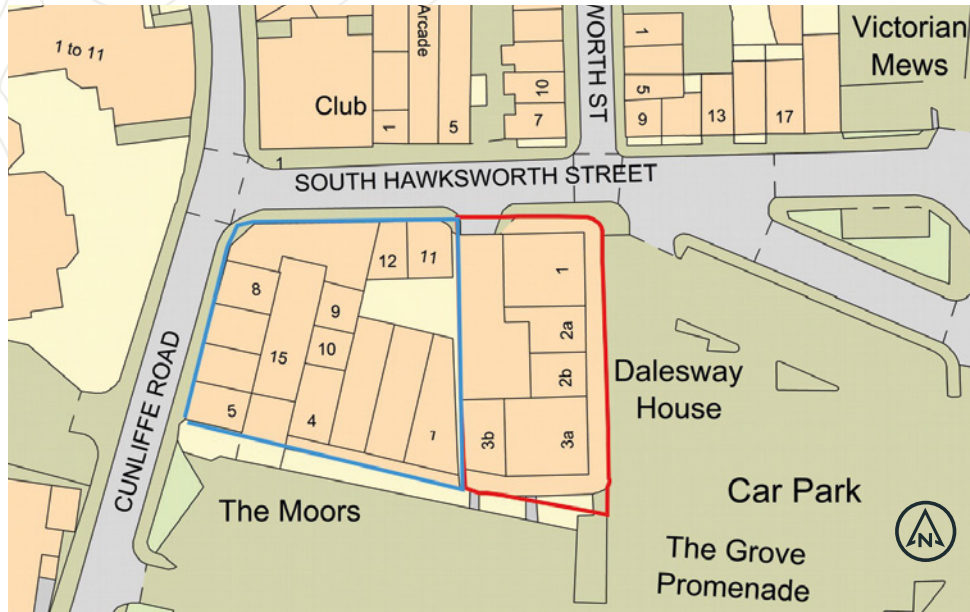 1 to 11
Club
Arcade
1
5
10
7
WORTH ST
1
5
9
13
17
Victorian
Mews
1
SOUTH HAWKSWORTH STREET
8
15
9
10
12
11
5
4
1
1
2a
2b
3b
3a
Dalesway
House
CUNLIFFE ROAD
The Moors
Car Park
The Grove
Promenade
N